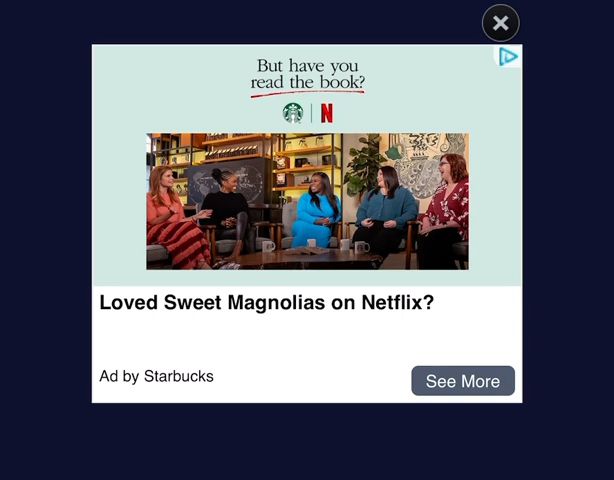 But have you
read the book?
N
Loved Sweet Magnolias on Netflix?
Ad by Starbucks
See More